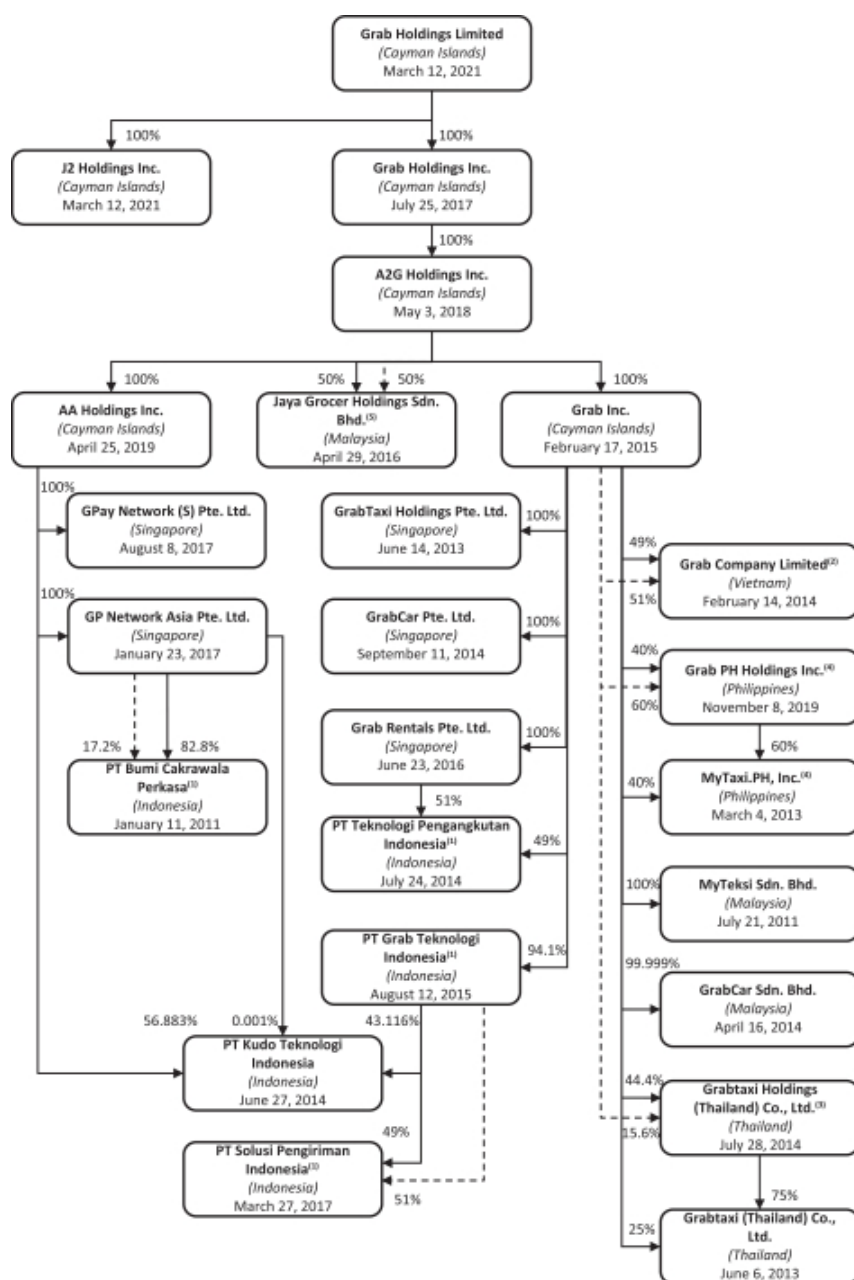 Grab Holdings Limited
(Cayman Islands)
March 12, 2021
100%
100%
J2 Holdings Inc.
(Cayman Islands)
March 12, 2021
Grab Holdings Inc.
(Cayman Islands)
July 25, 2017
100%
A2G Holdings Inc.
(Cayman Islands)
May 3, 2018
100%
50%
50%
100%
AA Holdings Inc.
(Cayman Islands)
April 25, 2019
Jaya Grocer Holdings Sdn.
Bhd.(5)
(Malaysia)
April 29, 2016
Grab Inc.
(Cayman Islands)
February 17, 2015
100%
GPay Network (S) Pte. Ltd.
(Singapore)
August 8, 2017
GrabTaxi Holdings Pte. Ltd.
(Singapore)
June 14, 2013
100%
49%
Grab Company Limited(2)
(Vietnam)
February 14, 2014
51%
100%
GP Network Asia Pte. Ltd.
(Singapore)
January 23, 2017
GrabCar Pte. Ltd.
(Singapore)
September 11, 2014
100%
40%
Grab PH Holdings Inc.(4)
(Philippines)
November 8, 2019
60%
17.2%
82.8%
PT Bumi Cakrawala
Perkasa(1)
(Indonesia)
January 11, 2011
Grab Rentals Pte. Ltd.
(Singapore)
June 23, 2016
100%
60%
40%
MyTaxi.PH, Inc.(4)
(Philippines)
March 4, 2013
51%
PT Teknologi Pengangkutan
Indonesia(1)
(Indonesia)
July 24, 2014
49%
100%
MyTeksi Sdn. Bhd.
(Malaysia)
July 21, 2011
PT Grab Teknologi
Indonesia(1)
(Indonesia)
August 12, 2015
94.1%
99.999%
GrabCar Sdn. Bhd.
(Malaysia)
April 16, 2014
56.883%
0.001%
43.116%
PT Kudo Teknologi
Indonesia
(Indonesia)
June 27, 2014
44.4%
Grabtaxi Holdings
(Thailand) Co., Ltd.(3)
(Thailand)
July 28, 2014
15.6%
49%
PT Solusi Pengiriman
Indonesia(1)
(Indonesia)
March 27, 2017
51%
75%
25%
Grabtaxi (Thailand) Co.,
Ltd.
(Thailand)
June 6, 2013